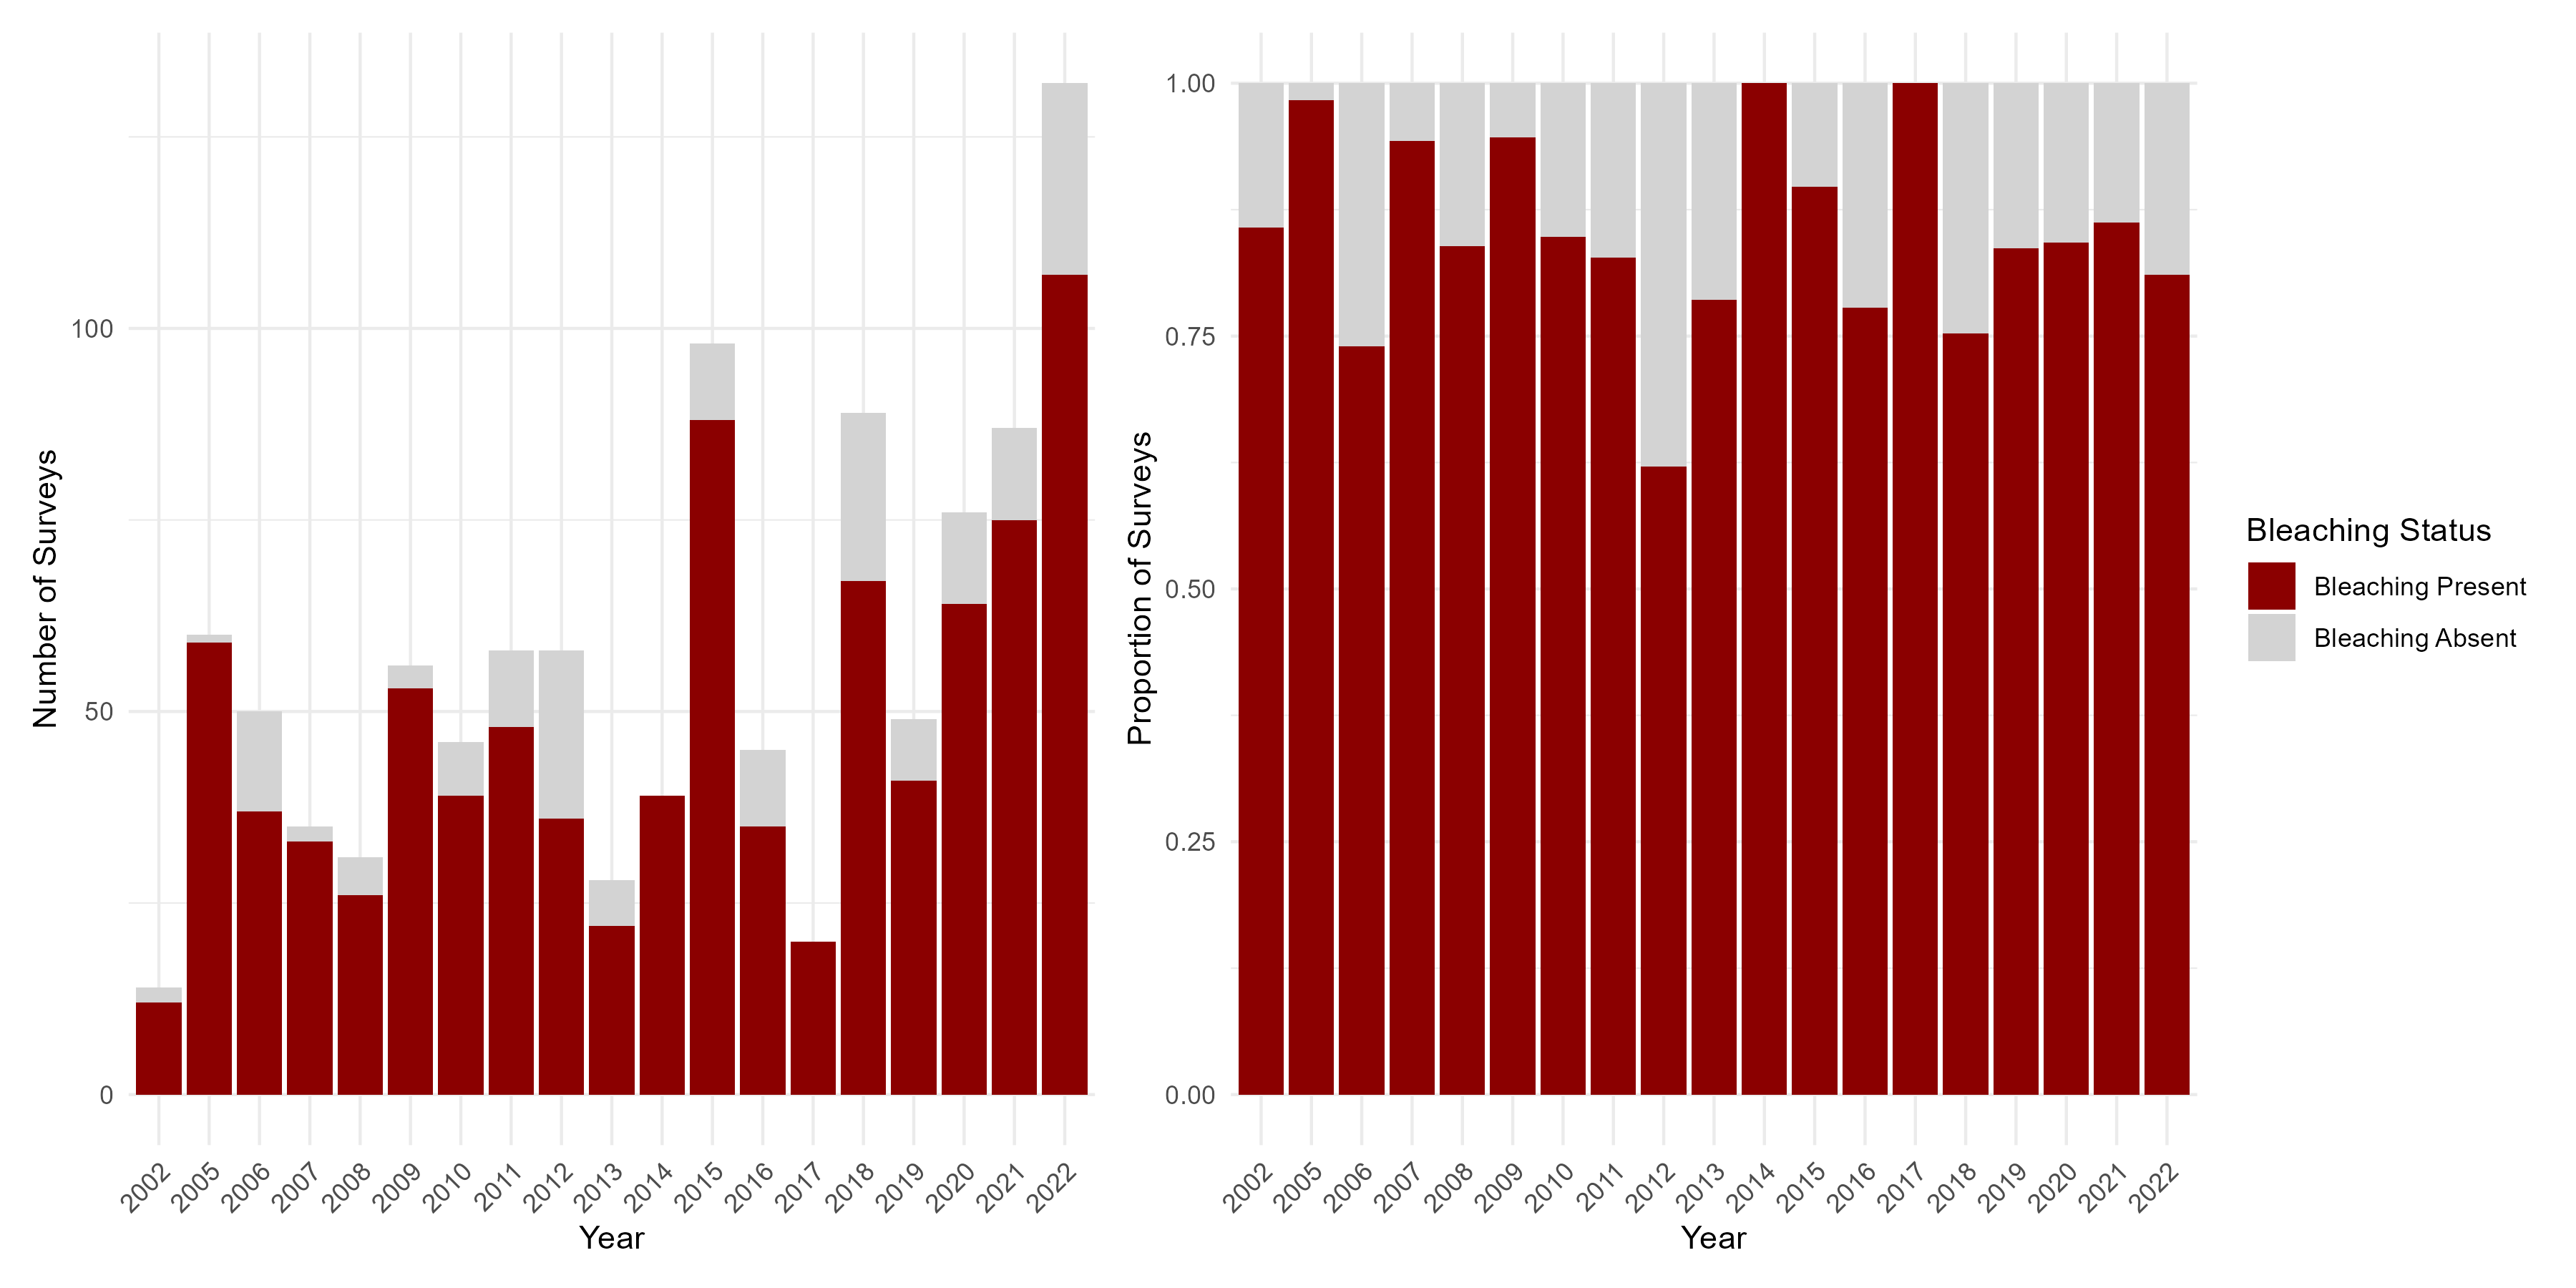 Number of Surveys
100
50
0
2002 2005 2006 2007 2008 2009 2010 2011 2012 2013 2014 2015 2016 2017 2018 2019 2020 2021 2022
Year
Proportion of Surveys
1.00
0.75
0.50
0.25
0.00
2002 2005 2006 2007 2008 2009 2010 2011 2012 2013 2014 2015 2016 2017 2018 2019 2020 2021 2022
Year
Bleaching Status
Bleaching Present
Bleaching Absent